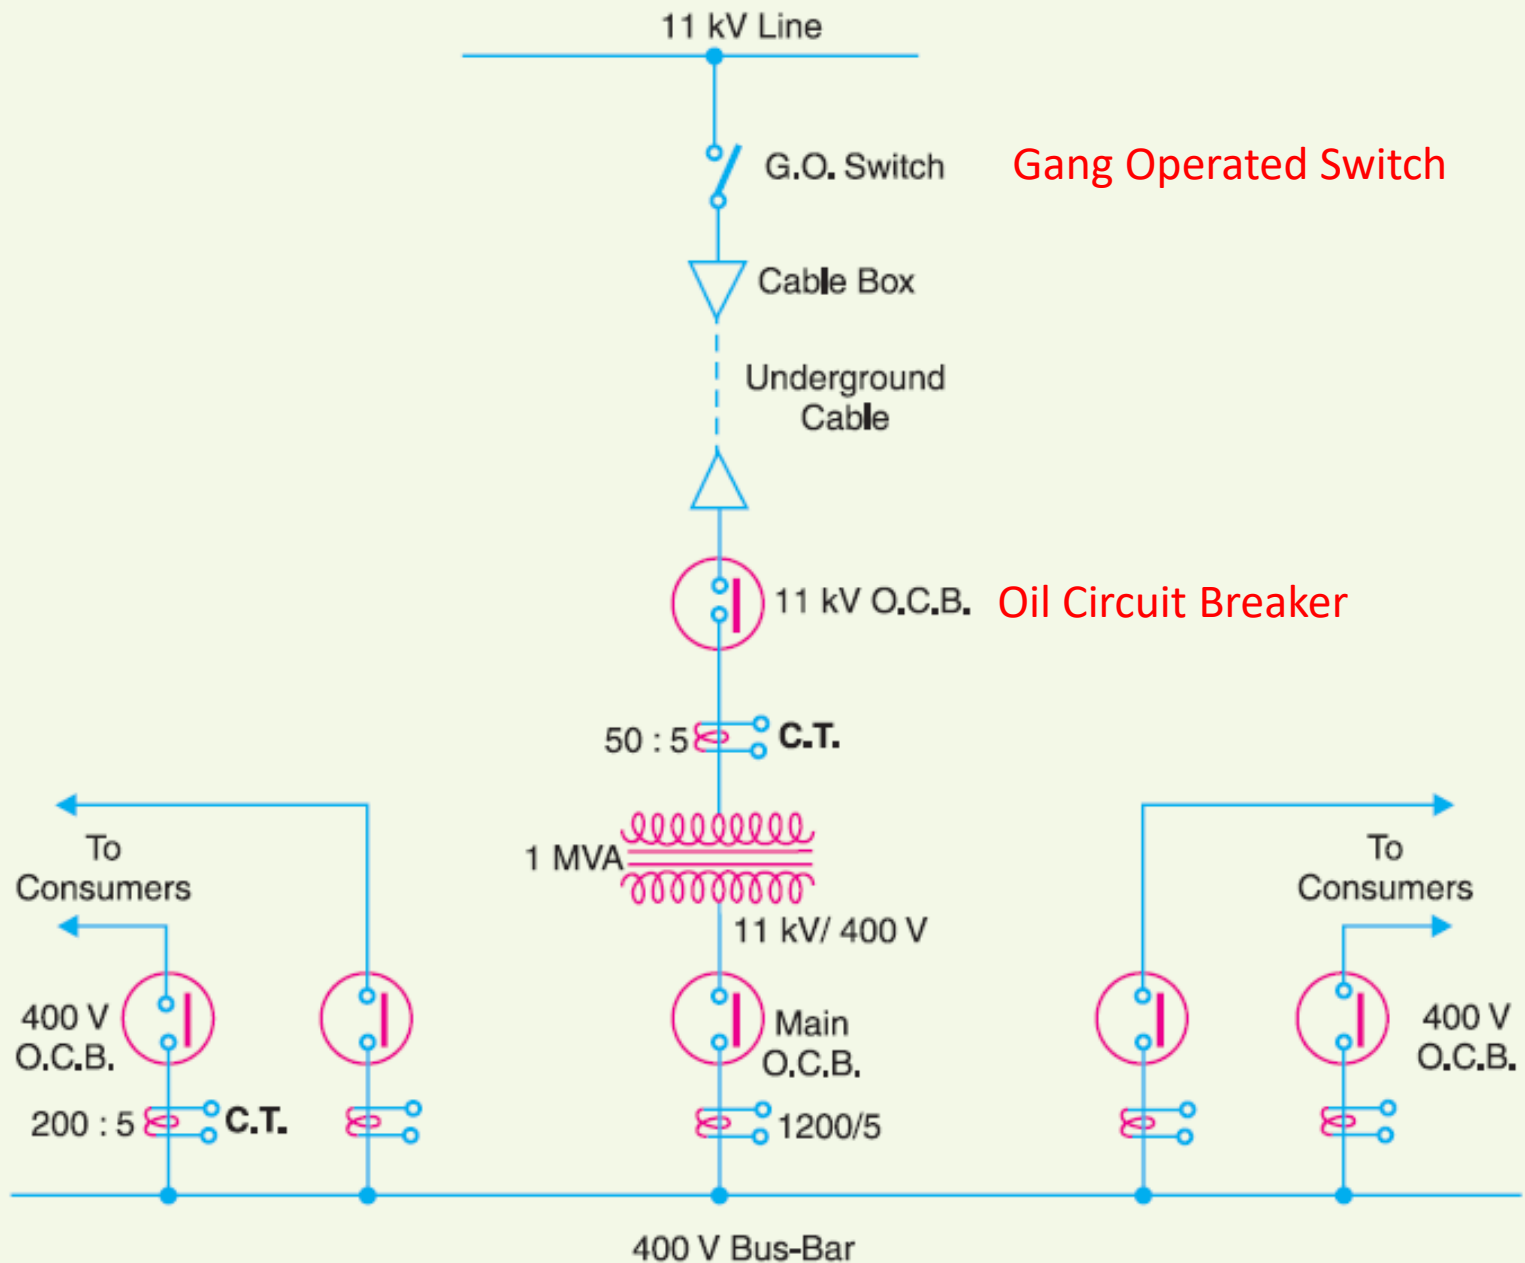 11 kV Line
G.O. Switch
Gang Operated Switch
Cable Box
Underground
Cable
11 kV O.C.B.
Oil Circuit Breaker
50 : 5
C.T.
To
Consumers
1 MVA
To
Consumers
11 kV/ 400 V
400 V
O.C.B.
Main
O.C.B.
400 V
O.C.B.
200 : 5
C.T.
1200/5
400 V Bus-Bar